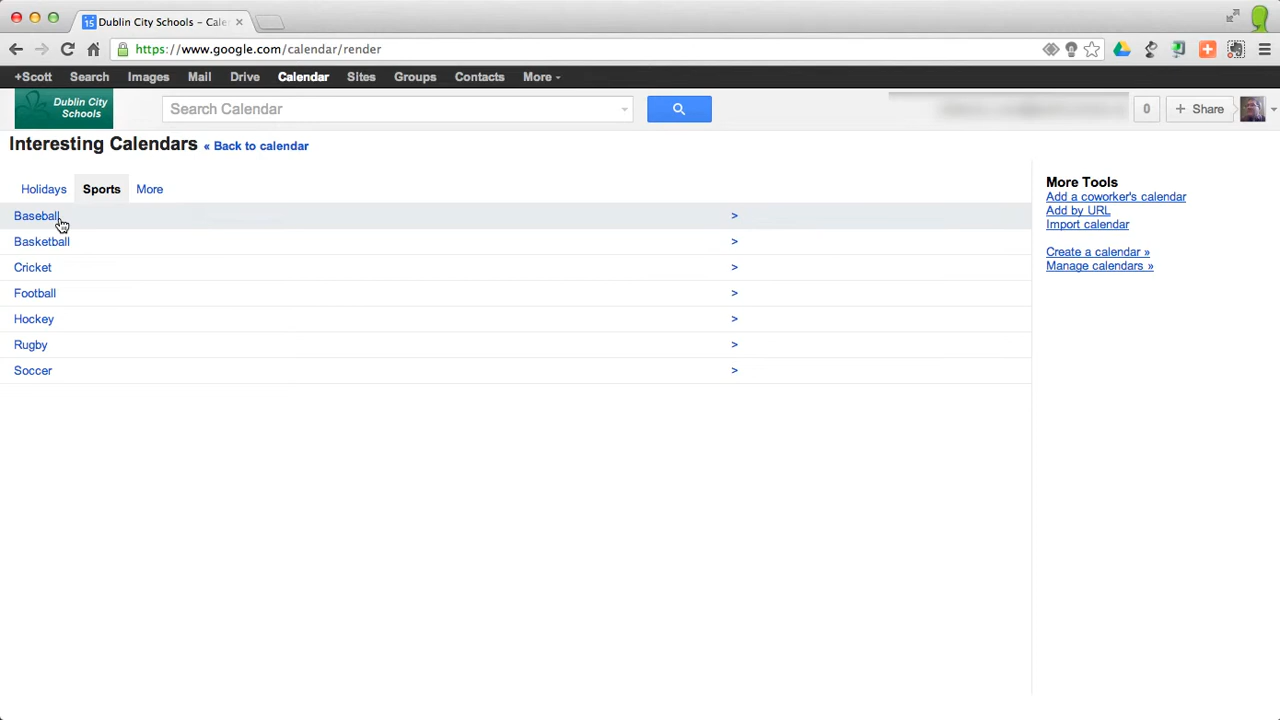 15 Dublin City Schools – Cale
https://www.google.com/calendar/render
+Scott Search Images Mail Drive Calendar Sites Groups Contacts More
Dublin City
Schools
Search Calendar
0
+ Share
Interesting Calendars « Back to calendar
Holidays Sports More
Baseball >
Basketball >
Cricket >
Football >
Hockey >
Rugby >
Soccer >
More Tools
Add a coworker's calendar
Add by URL
Import calendar
Create a calendar »
Manage calendars »